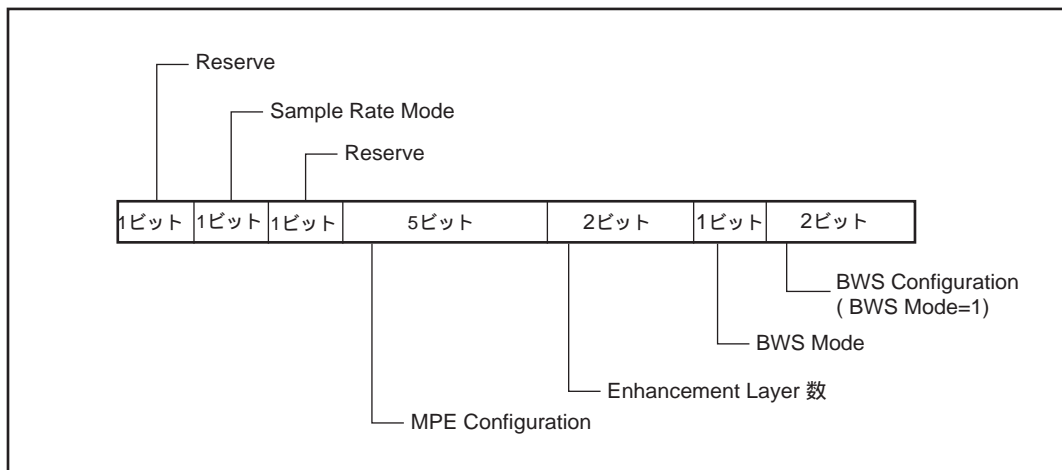 Reserve
Sample Rate Mode
Reserve
1ビット 1ビット 1ビット 5ビット 2ビット 1ビット 2ビット
BWS Configuration
( BWS Mode=1)
BWS Mode
Enhancement Layer 数
MPE Configuration